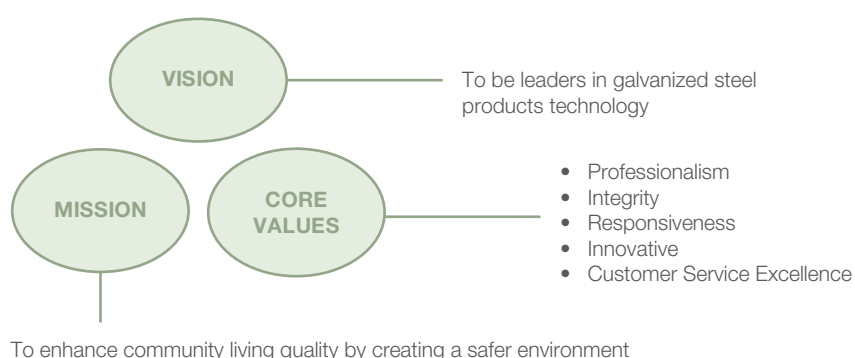 VISION
To be leaders in galvanized steel
products technology
MISSION
CORE
VALUES
• Professionalism
• Integrity
• Responsiveness
• Innovative
• Customer Service Excellence
To enhance community living quality by creating a safer environment